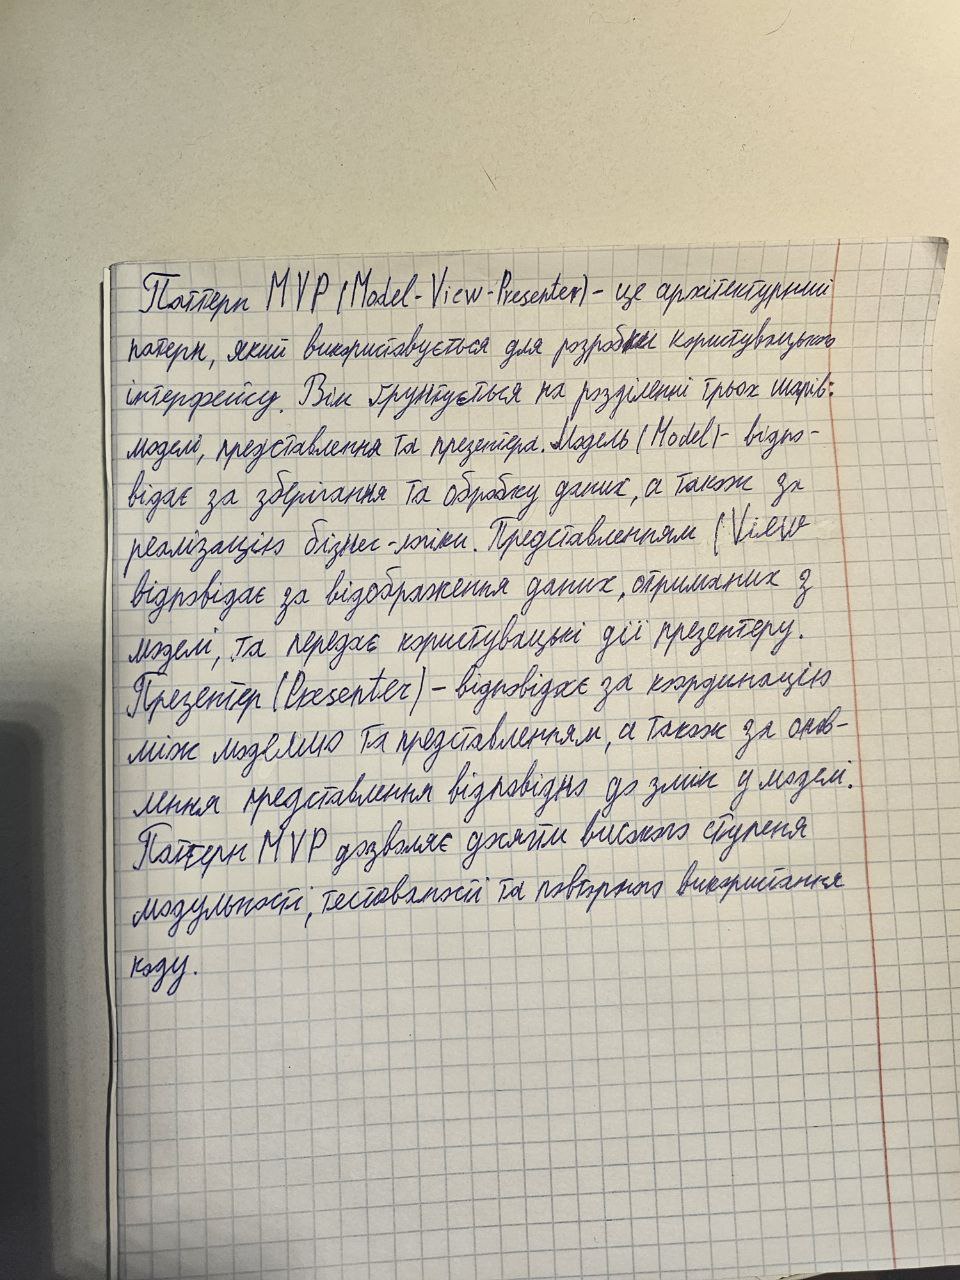 Паттерн MVP (Model-View-Presenter) - це архітектурний
патерн, який використовується для розробки користувацького
інтерфейсу. Він ґрунтується на розділенні трьох шарів:
моделі, представлення та презентера. Модель (Model) - відпо-
відає за зберігання та обробку даних, а також за
реалізацію бізнес-логіки. Представленням (View
відповідає за відображення даних, отриманих з
моделі, та передає користувацькі дії презентеру.
Презентер (Presenter) - відповідає за координацію
між моделлю та представленням, а також за онов-
лення представлення відповідно до змін у моделі.
Паттерн MVP дозволяє досягти високого ступеня
модульності, тестованості та повторного використання
коду.